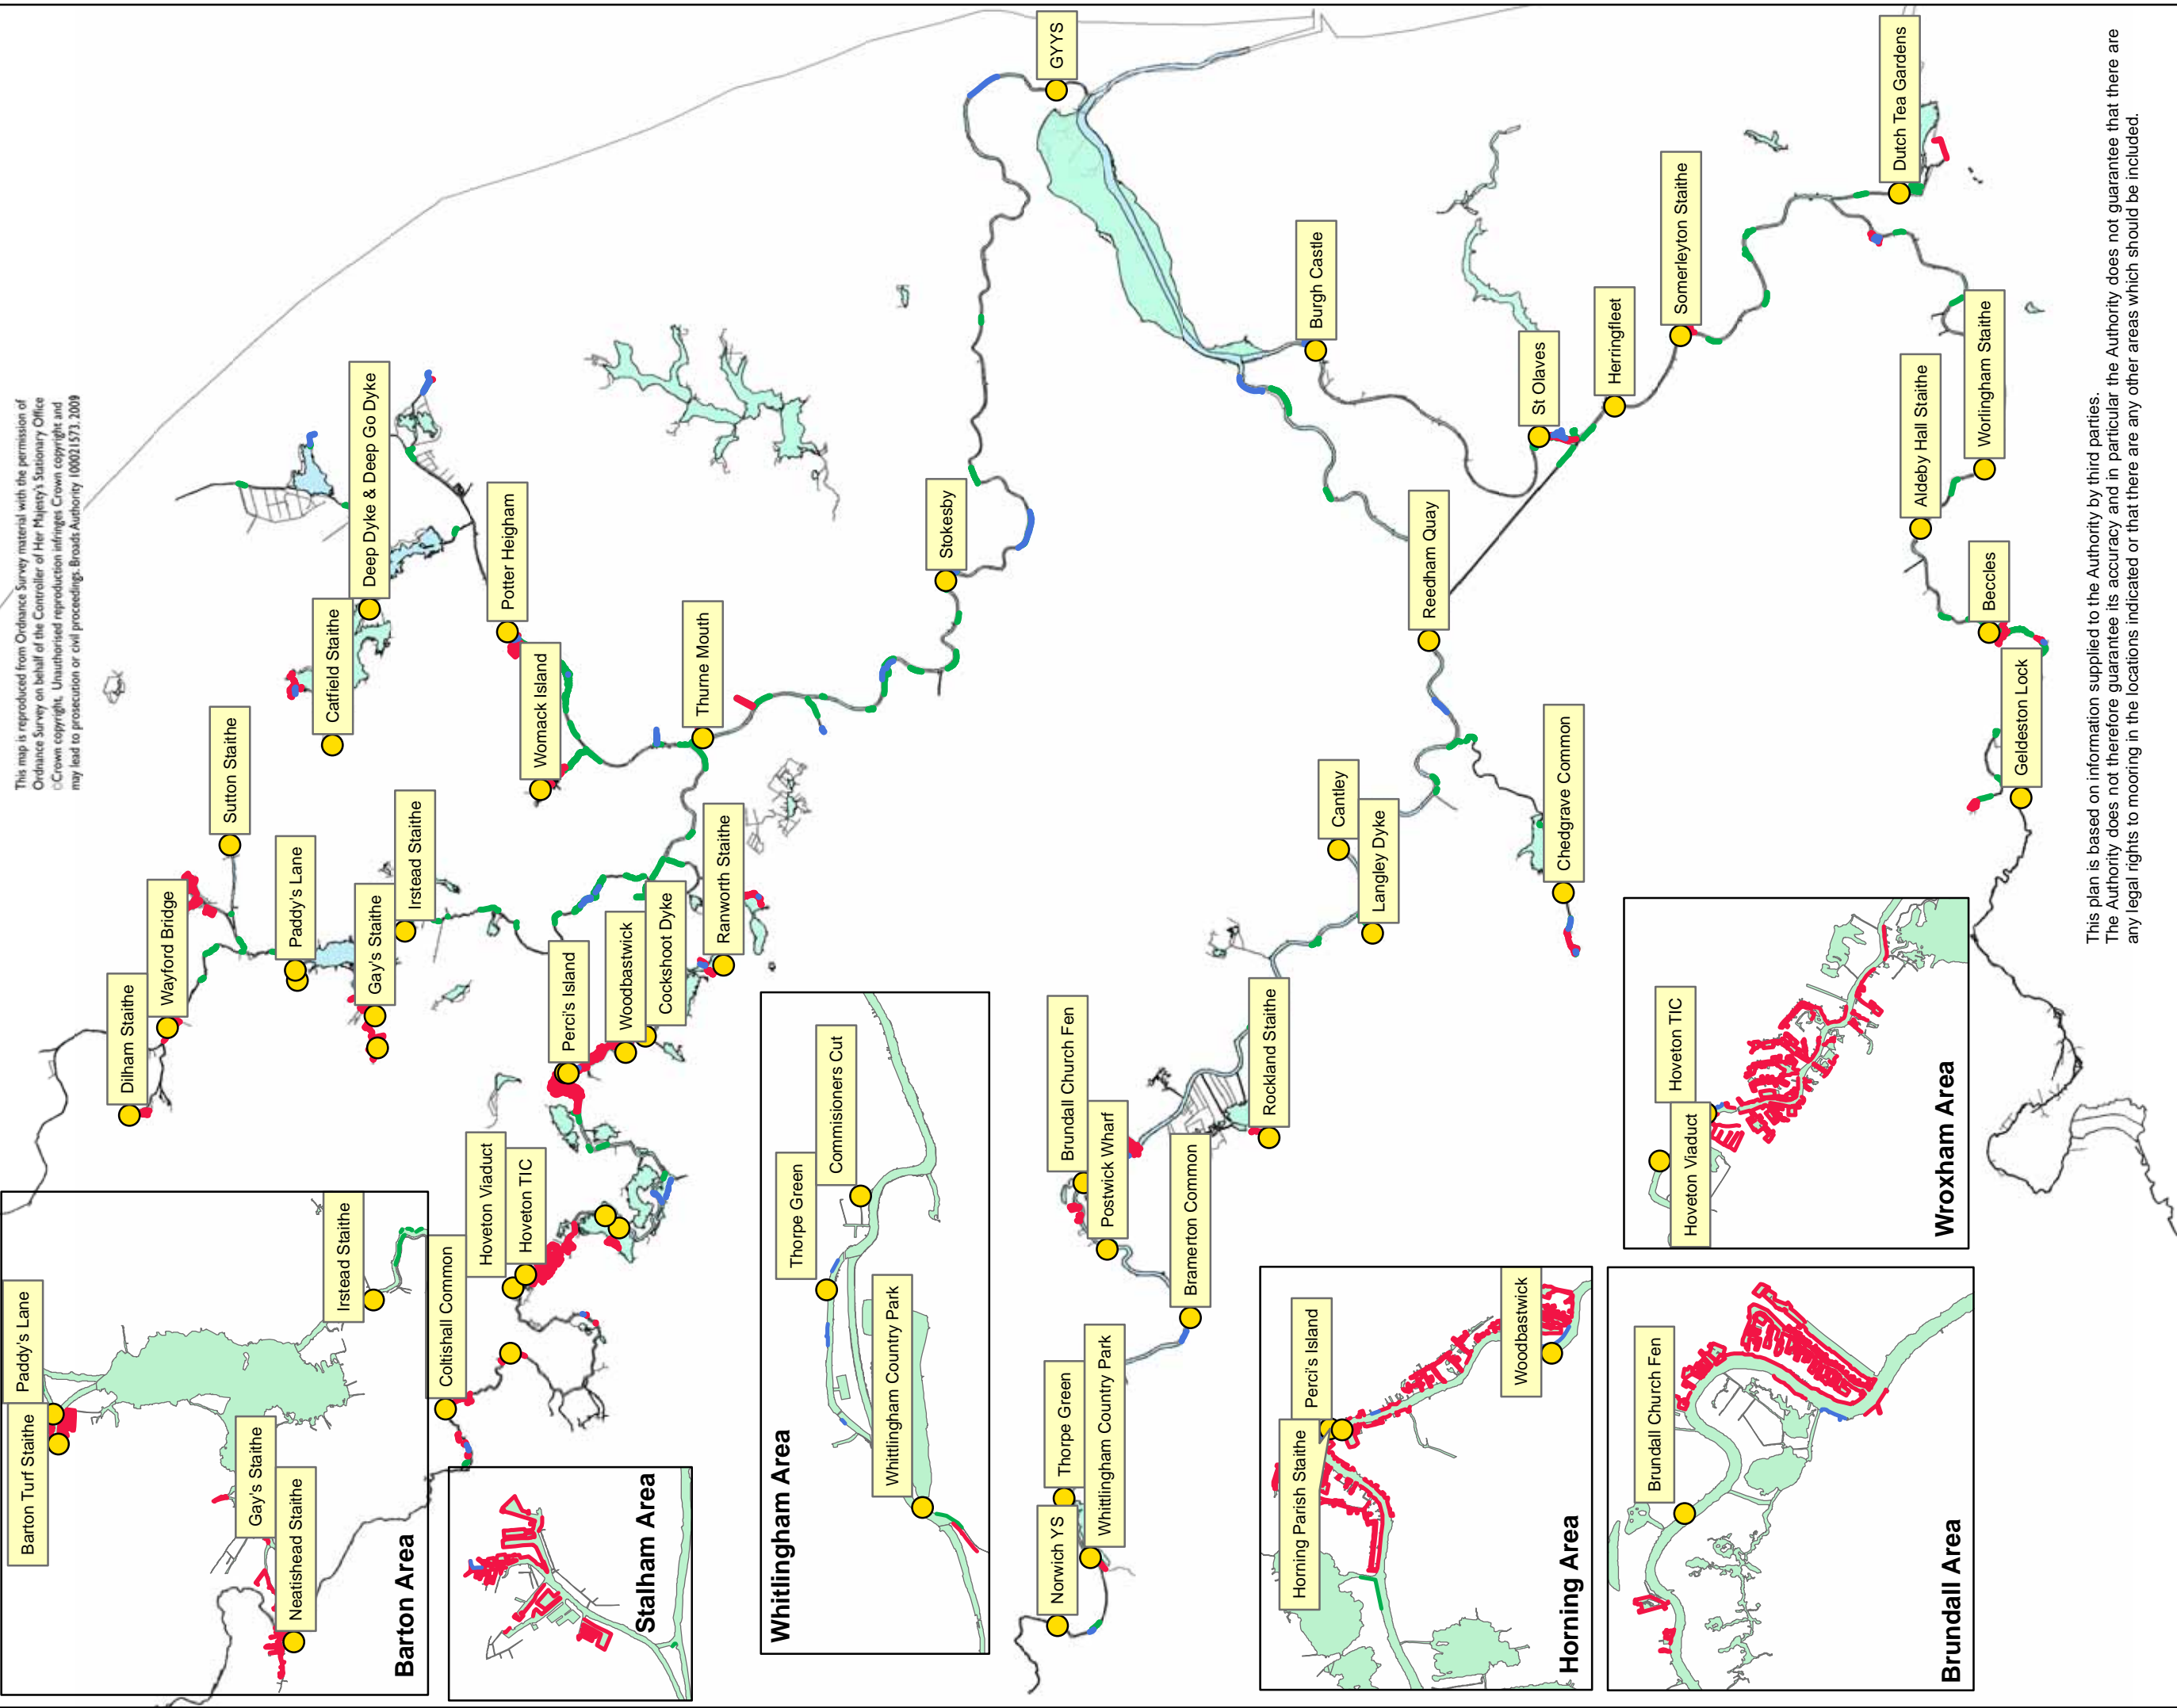 This map is reproduced from Ordnance Survey material with the permission of
Ordnance Survey on behalf of the Controller of Her Majesty's Stationary Office
©Crown copyright. Unauthorised reproduction infringes Crown copyright and
may lead to prosecution or civil proceedings. Broads Authority 100021573. 2009
Dilham Staithe
Wayford Bridge
Sutton Staithe
Paddy's Lane
Gay's Staithe
Irstead Staithe
Catfield Staithe
Deep Dyke & Deep Go Dyke
Potter Heigham
Womack Island
Thurne Mouth
Stokesby
GYYS
Perci's Island
Woodbastwick
Cockshoot Dyke
Ranworth Staithe
Coltishall Common
Hoveton Viaduct
Hoveton TIC
Norwich YS
Thorpe Green
Whittlingham Country Park
Bramerton Common
Postwick Wharf
Brundall Church Fen
Rockland Staithe
Langley Dyke
Cantley
Chedgrave Common
Reedham Quay
Burgh Castle
St Olaves
Herringfleet
Somerleyton Staithe
Dutch Tea Gardens
Worlingham Staithe
Aldeby Hall Staithe
Beccles
Geldeston Lock
Barton Turf Staithe
Paddy's Lane
Irstead Staithe
Gay's Staithe
Neatishead Staithe
Barton Area
Stalham Area
Thorpe Green
Commisioners Cut
Whittlingham Country Park
Whitlingham Area
Horning Parish Staithe
Perci's Island
Woodbastwick
Horning Area
Brundall Church Fen
Brundall Area
Hoveton Viaduct
Hoveton TIC
Wroxham Area
This plan is based on information supplied to the Authority by third parties.
The Authority does not therefore guarantee its accuracy and in particular the Authority does not guarantee that there are
any legal rights to mooring in the locations indicated or that there are any other areas which should be included.